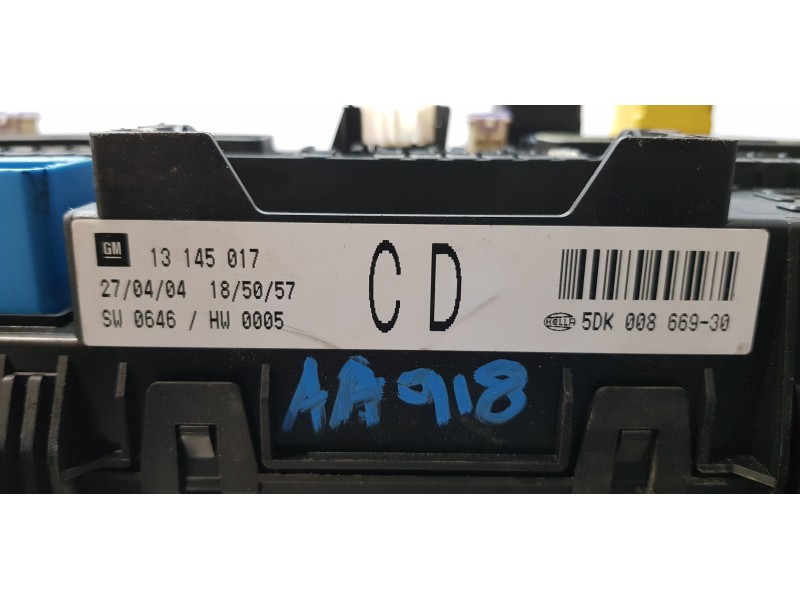 GM 13 145 017
27/04/04 18/50/57
SW 0646 / HW 0005
CD
HELLA 5DK 008 669-30
AA918